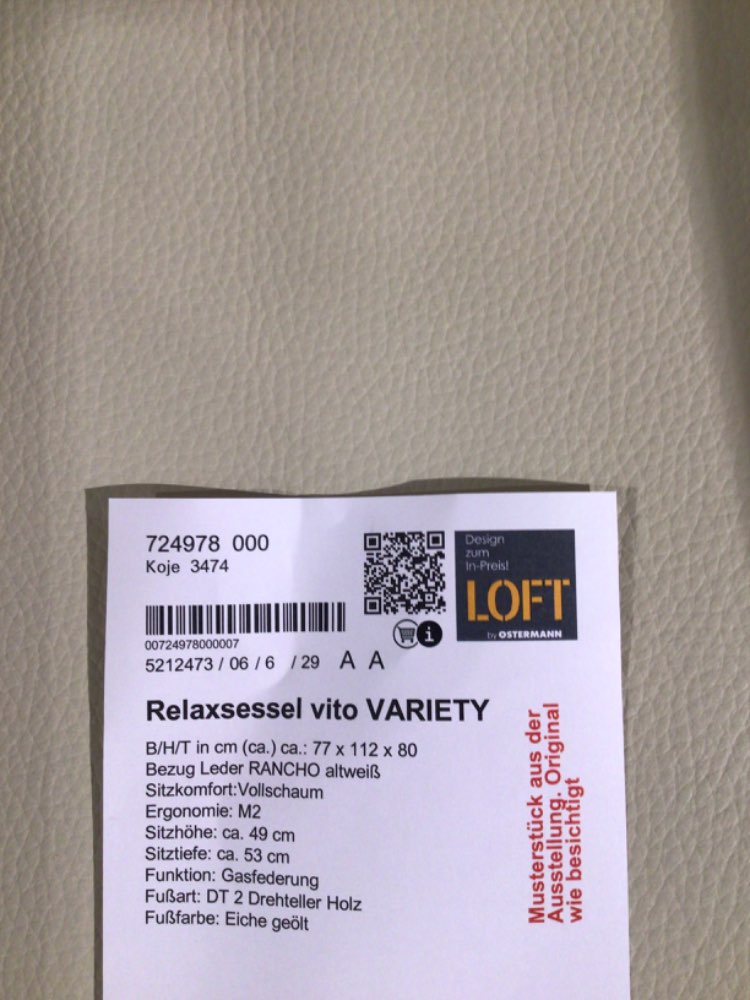 724978 000
Koje 3474
00724978000007
5212473 / 06 / 6 / 29 A A
Design
zum
In-Preis!
LOFT
by OSTERMANN
Relaxsessel vito VARIETY
B/H/T in cm (ca.) ca.: 77 x 112 x 80
Bezug Leder RANCHO altweiß
Sitzkomfort:Vollschaum
Ergonomie: M2
Sitzhöhe: ca. 49 cm
Sitztiefe: ca. 53 cm
Funktion: Gasfederung
Fußart: DT 2 Drehteller Holz
Fußfarbe: Eiche geölt
Musterstück aus der
Ausstellung. Original
wie besichtigt